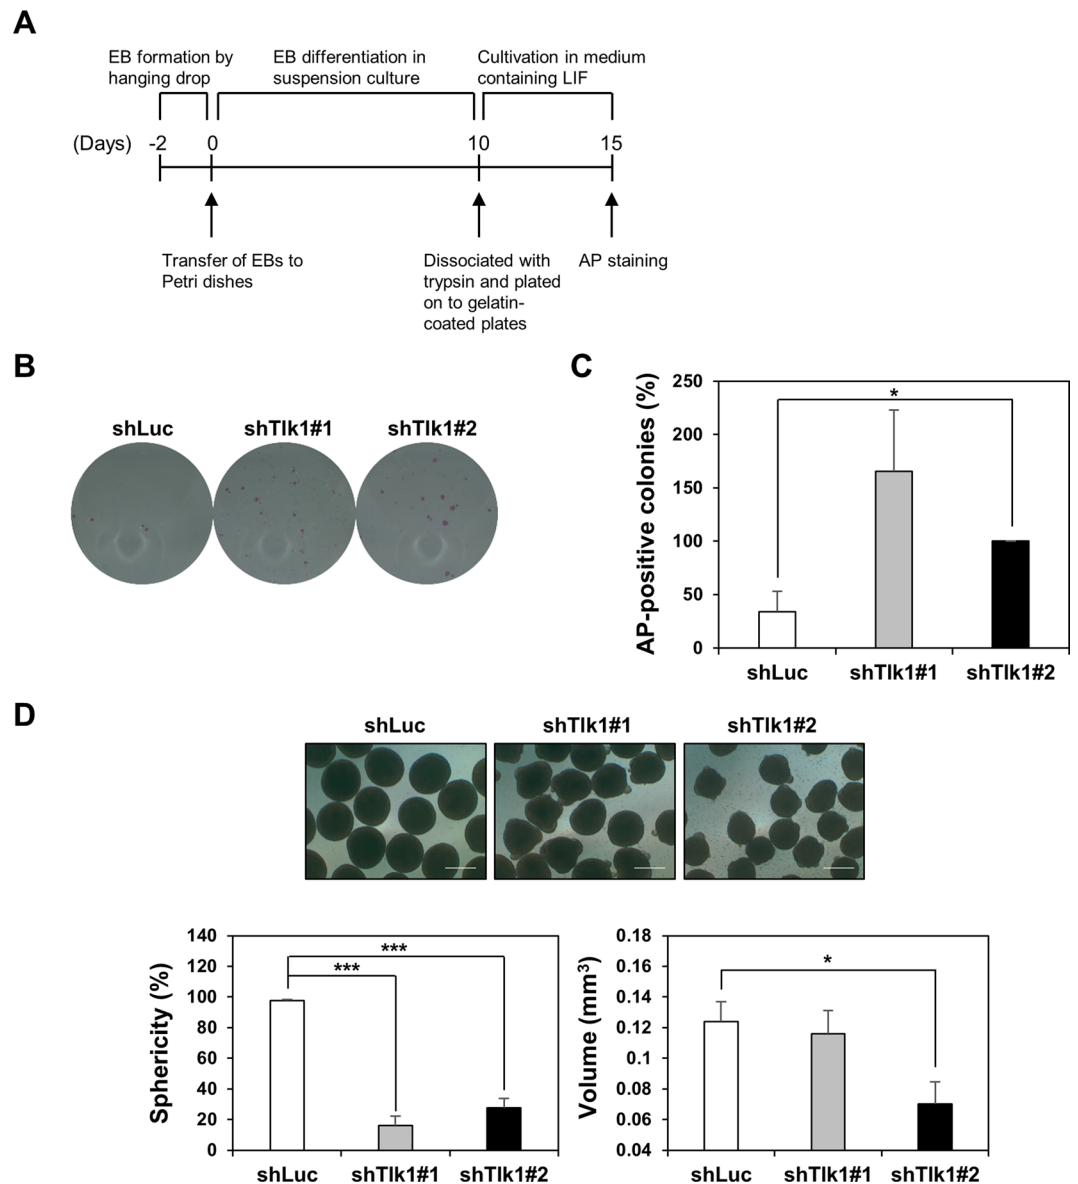 A
EB formation by
hanging drop
EB differentiation in
suspension culture
Cultivation in medium
containing LIF
(Days) -2 0 10 15
Transfer of EBs to
Petri dishes
Dissociated with
trypsin and plated
on to gelatin-
coated plates
AP staining
B
shLuc shTlk1#1 shTlk1#2
C
AP-positive colonies (%)
250
200
150
100
50
0
*
shLuc shTlk1#1 shTlk1#2
D
shLuc shTlk1#1 shTlk1#2
Sphericity (%)
140
120
100
80
60
40
20
0
***
***
shLuc shTlk1#1 shTlk1#2
Volume (mm³)
0.18
0.16
0.14
0.12
0.1
0.08
0.06
0.04
*
shLuc shTlk1#1 shTlk1#2